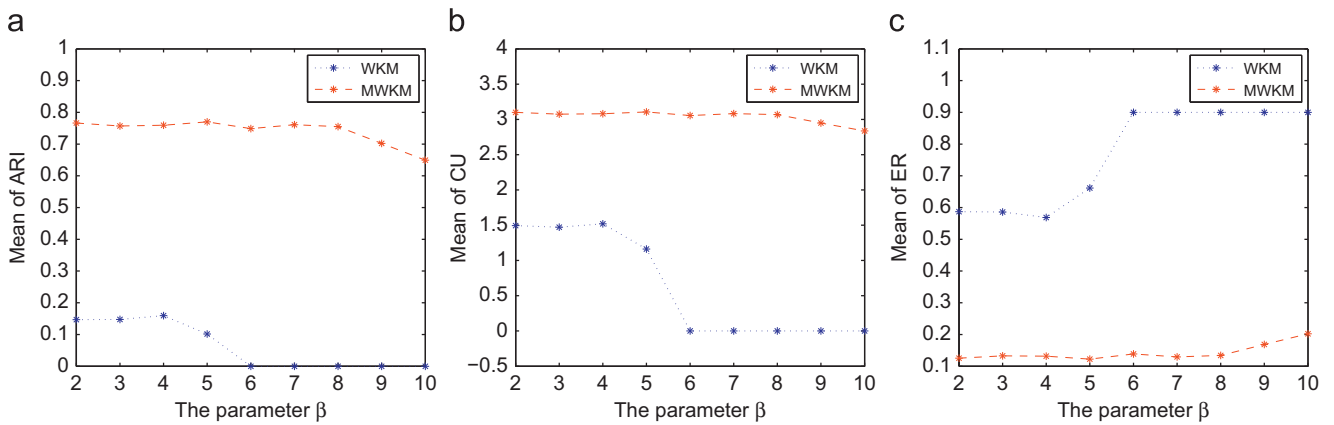 a
Mean of ARI
1
0.9
0.8
0.7
0.6
0.5
0.4
0.3
0.2
0.1
0
2 3 4 5 6 7 8 9 10
The parameter β
WKM
MWKM
b
Mean of CU
4
3.5
3
2.5
2
1.5
1
0.5
0
−0.5
2 3 4 5 6 7 8 9 10
The parameter β
WKM
MWKM
c
Mean of ER
1.1
1
0.9
0.8
0.7
0.6
0.5
0.4
0.3
0.2
0.1
2 3 4 5 6 7 8 9 10
The parameter β
WKM
MWKM